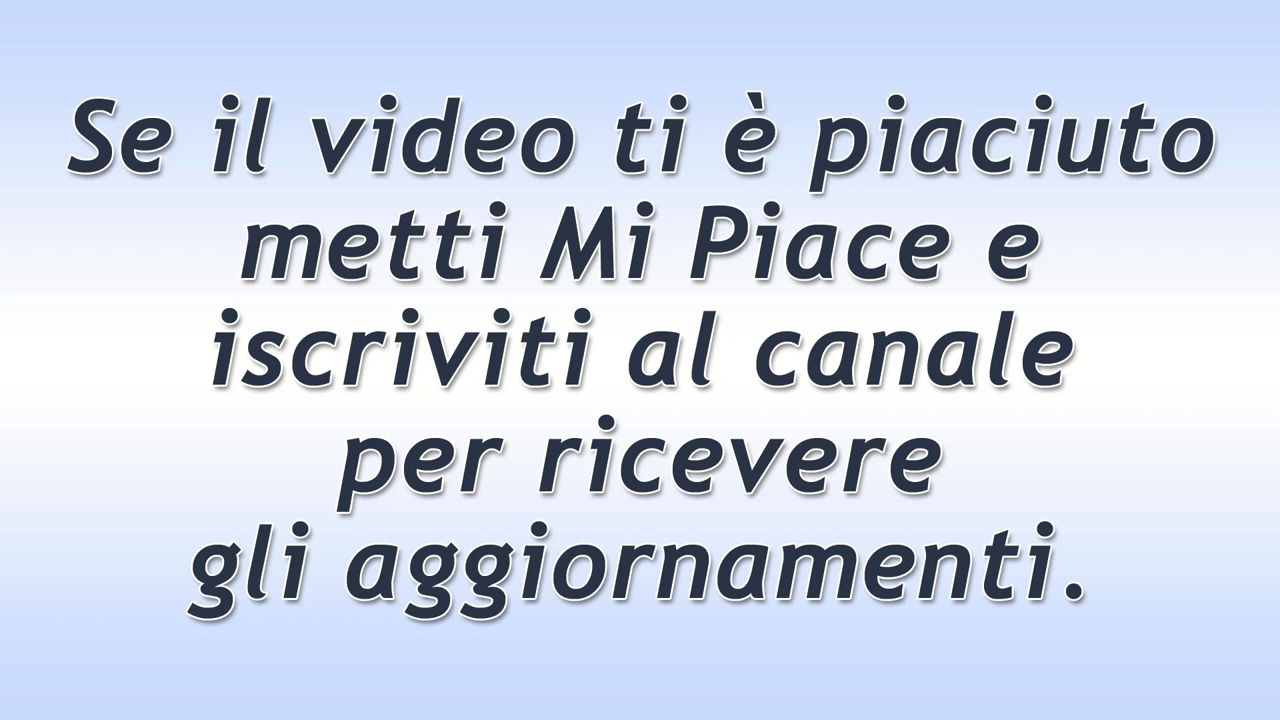 Se il video ti è piaciuto
metti Mi Piace e
iscriviti al canale
per ricevere
gli aggiornamenti.